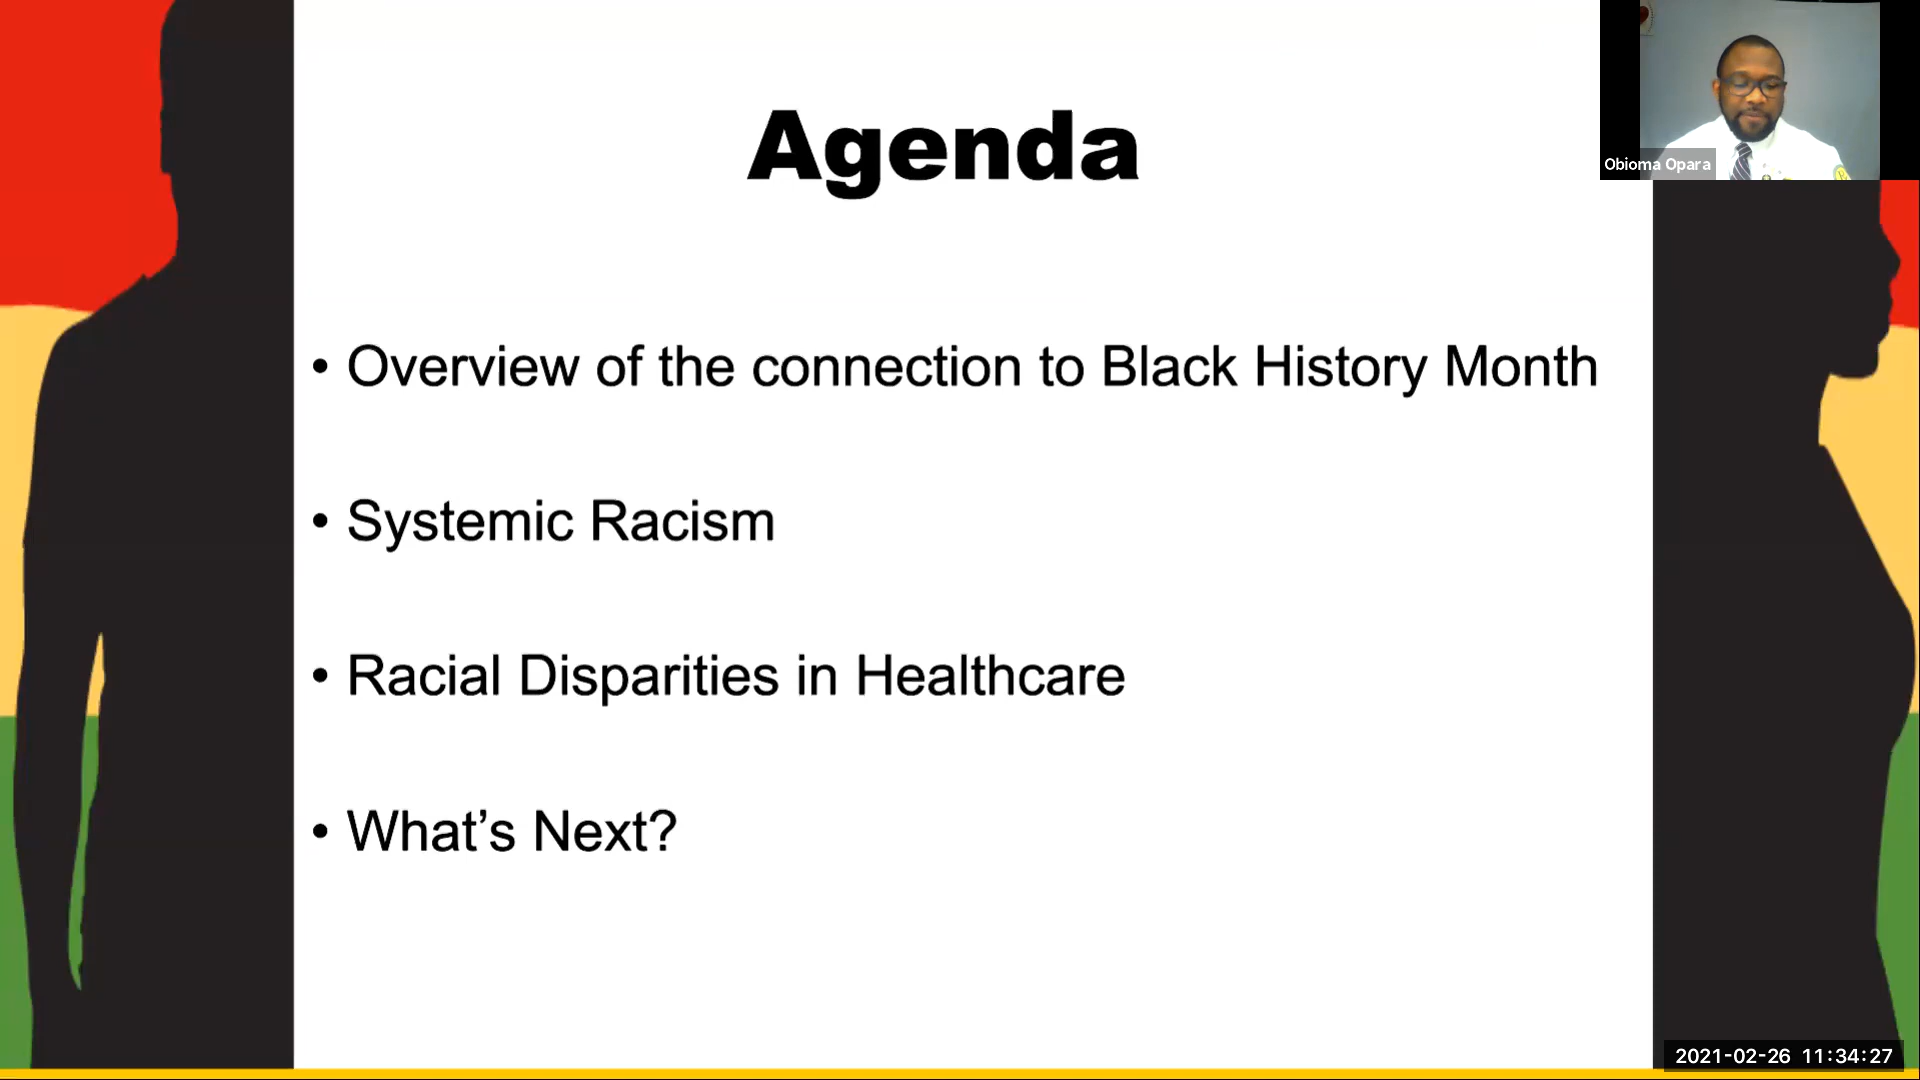 Agenda
Obioma Opara
• Overview of the connection to Black History Month
• Systemic Racism
• Racial Disparities in Healthcare
• What’s Next?
2021-02-26 11:34:27